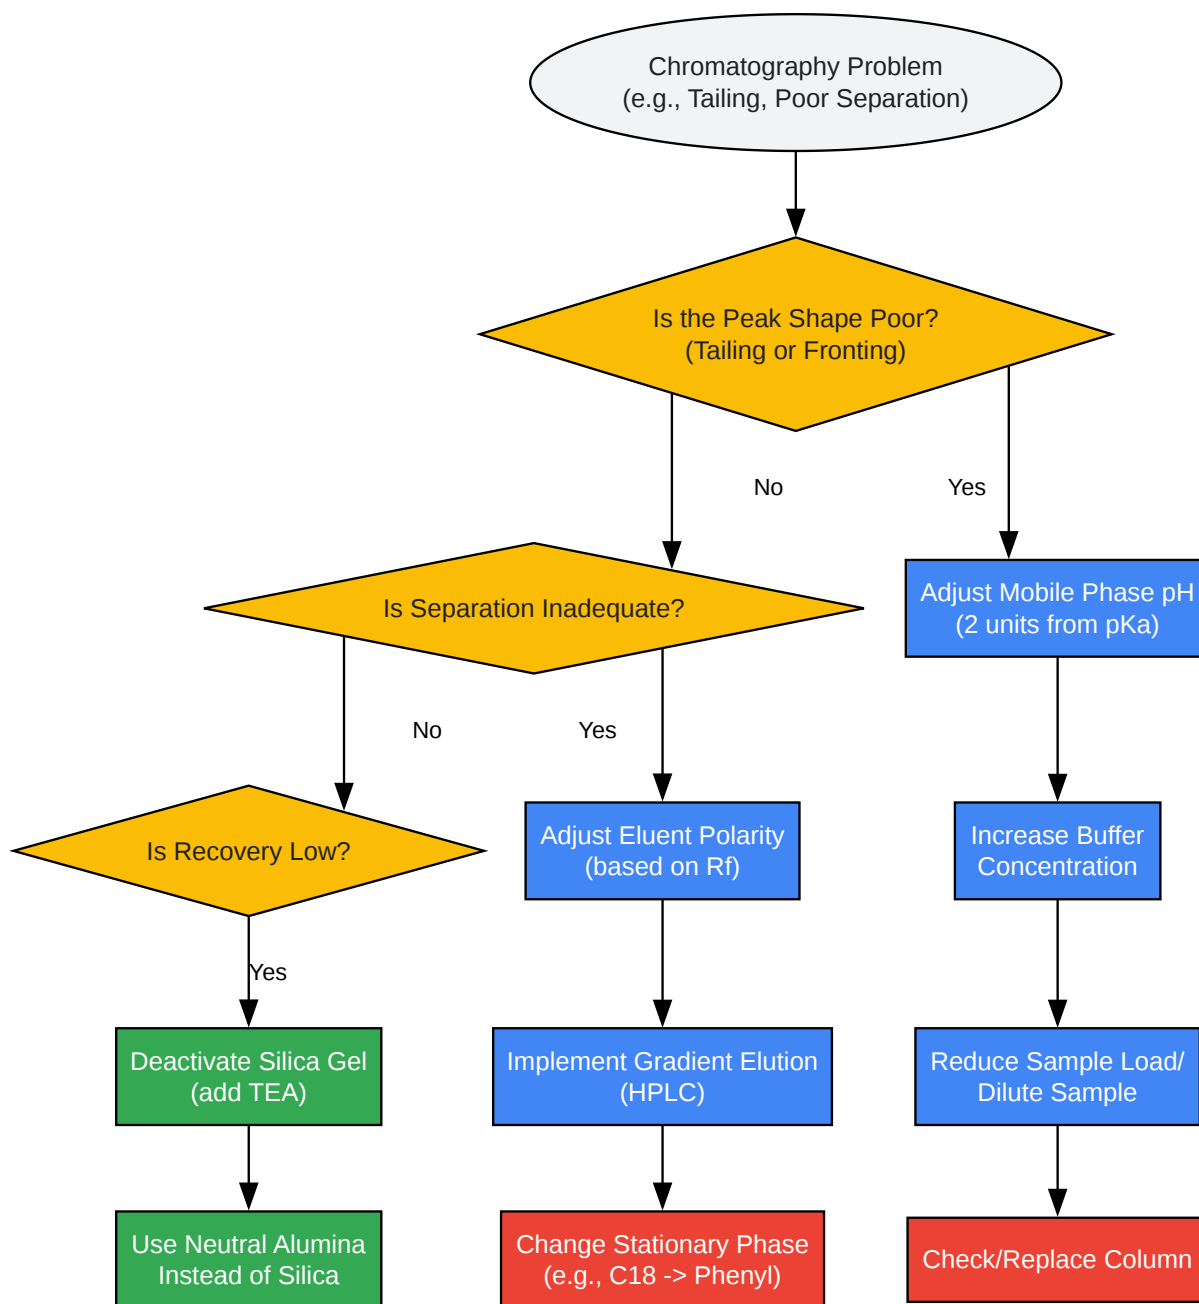 Chromatography Problem
(e.g., Tailing, Poor Separation)
Is the Peak Shape Poor?
(Tailing or Fronting)
No
Yes
Is Separation Inadequate?
Adjust Mobile Phase pH
(2 units from pKa)
No
Yes
Is Recovery Low?
Adjust Eluent Polarity
(based on Rf)
Increase Buffer
Concentration
Yes
Deactivate Silica Gel
(add TEA)
Implement Gradient Elution
(HPLC)
Reduce Sample Load/
Dilute Sample
Use Neutral Alumina
Instead of Silica
Change Stationary Phase
(e.g., C18 -> Phenyl)
Check/Replace Column